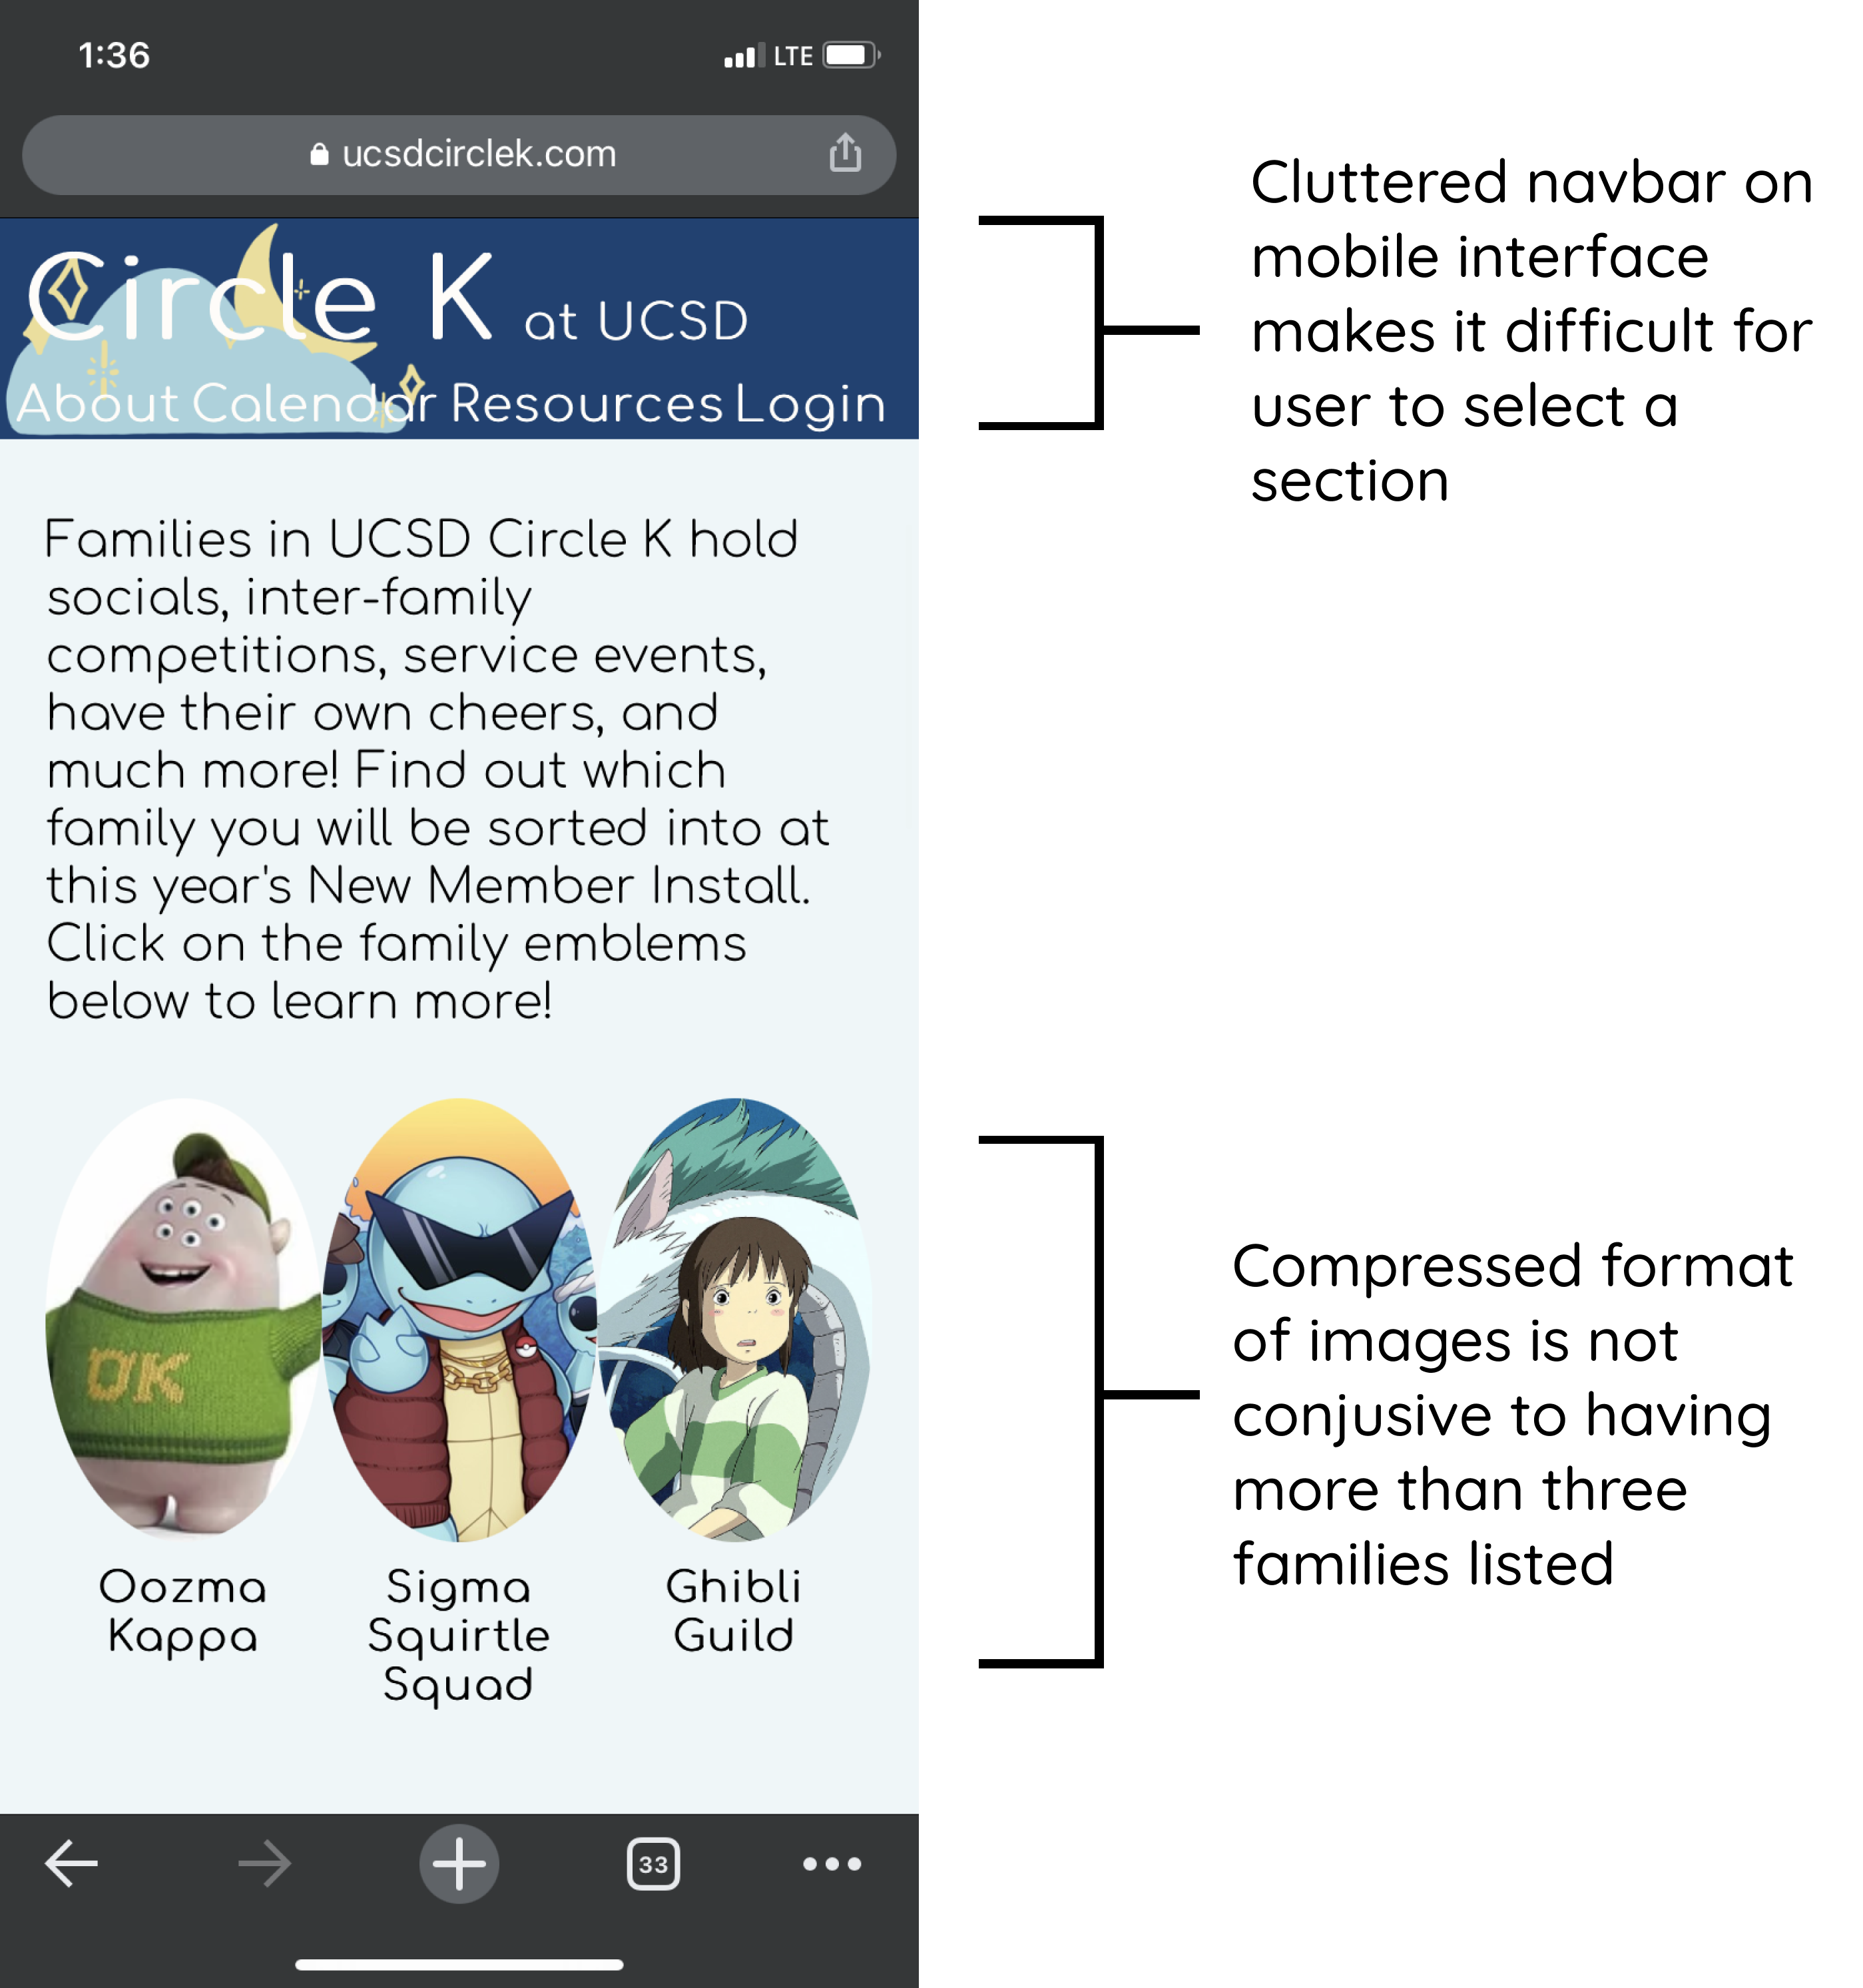 1:36
LTE
ucsdcirclek.com
Circle K at UCSD
About Calendar Resources Login
Families in UCSD Circle K hold
socials, inter-family
competitions, service events,
have their own cheers, and
much more! Find out which
family you will be sorted into at
this year's New Member Install.
Click on the family emblems
below to learn more!
OK
Oozma
Kappa
Sigma
Squirtle
Squad
Ghibli
Guild
33
Cluttered navbar on
mobile interface
makes it difficult for
user to select a
section
Compressed format
of images is not
conjusive to having
more than three
families listed